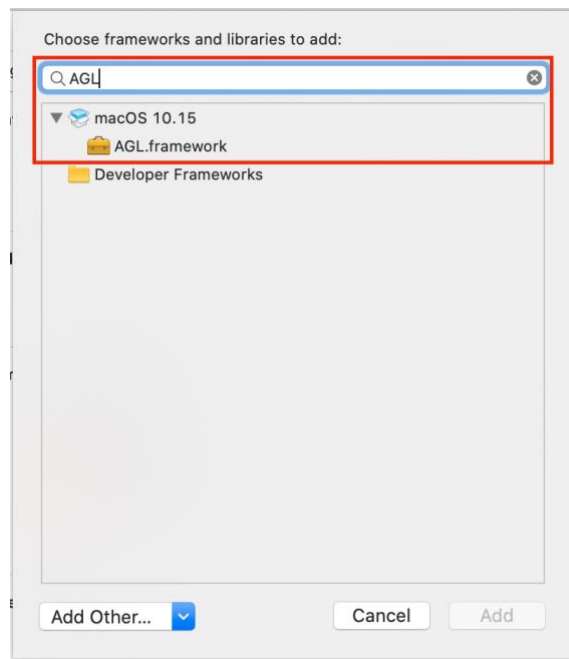 Choose frameworks and libraries to add:
AGL
macOS 10.15
AGL.framework
Developer Frameworks
Add Other...
Cancel
Add